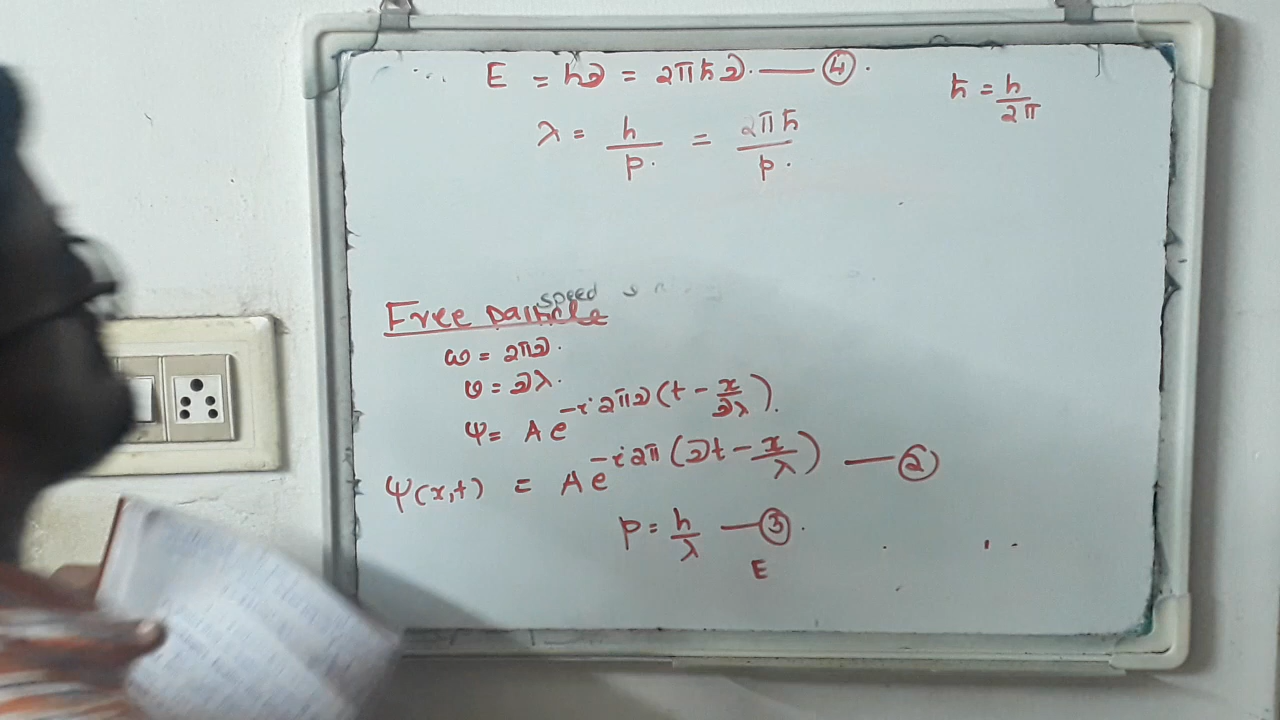 E = hν = 2πħν. —— ④.
ħ = h/2π
λ = h/p. = 2πħ/p.
speed
Free particle
ω = 2πν.
υ = νλ.
ψ = A e^{-i2πν(t - x/νλ)}.
ψ(x,t) = A e^{-i2π(νt - x/λ)} —— ②
p = h/λ —— ③.
E